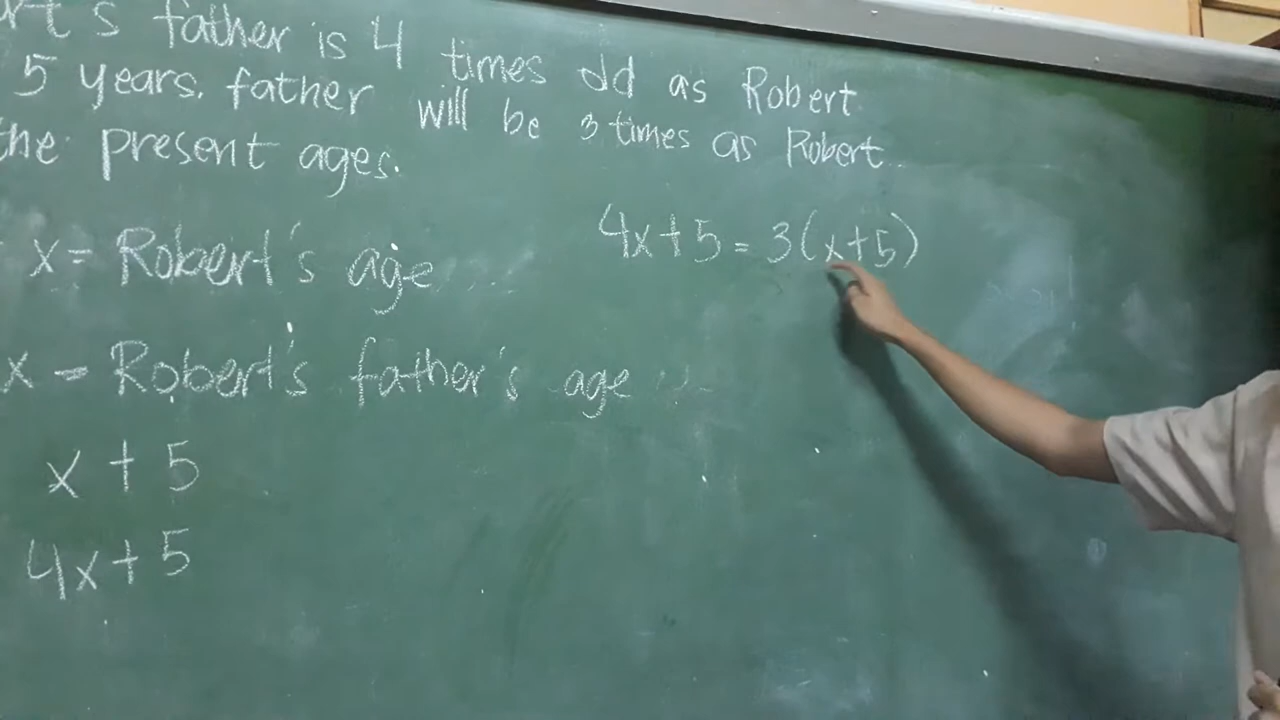 father is 4 times old as Robert
5 years, father will be 3 times as Robert
the present ages.
x = Robert's age
4x + 5 = 3(x+5)
x - Robert's father's age
x + 5
4x + 5